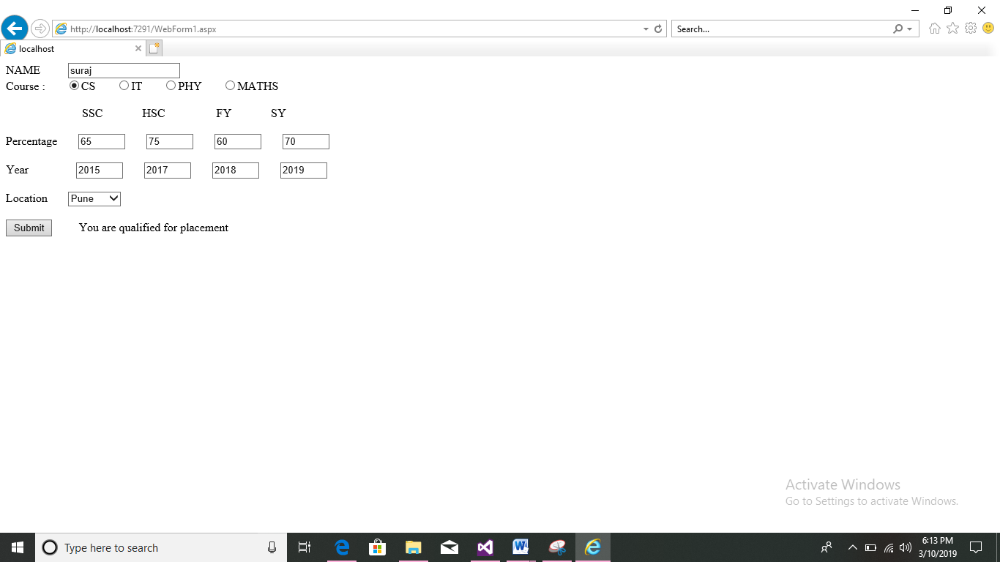 http://localhost:7291/WebForm1.aspx
Search...
localhost
NAME suraj
Course : CS IT PHY MATHS
SSC HSC FY SY
Percentage 65 75 60 70
Year 2015 2017 2018 2019
Location Pune
Submit You are qualified for placement
Activate Windows
Go to Settings to activate Windows.
Type here to search
6:13 PM
3/10/2019